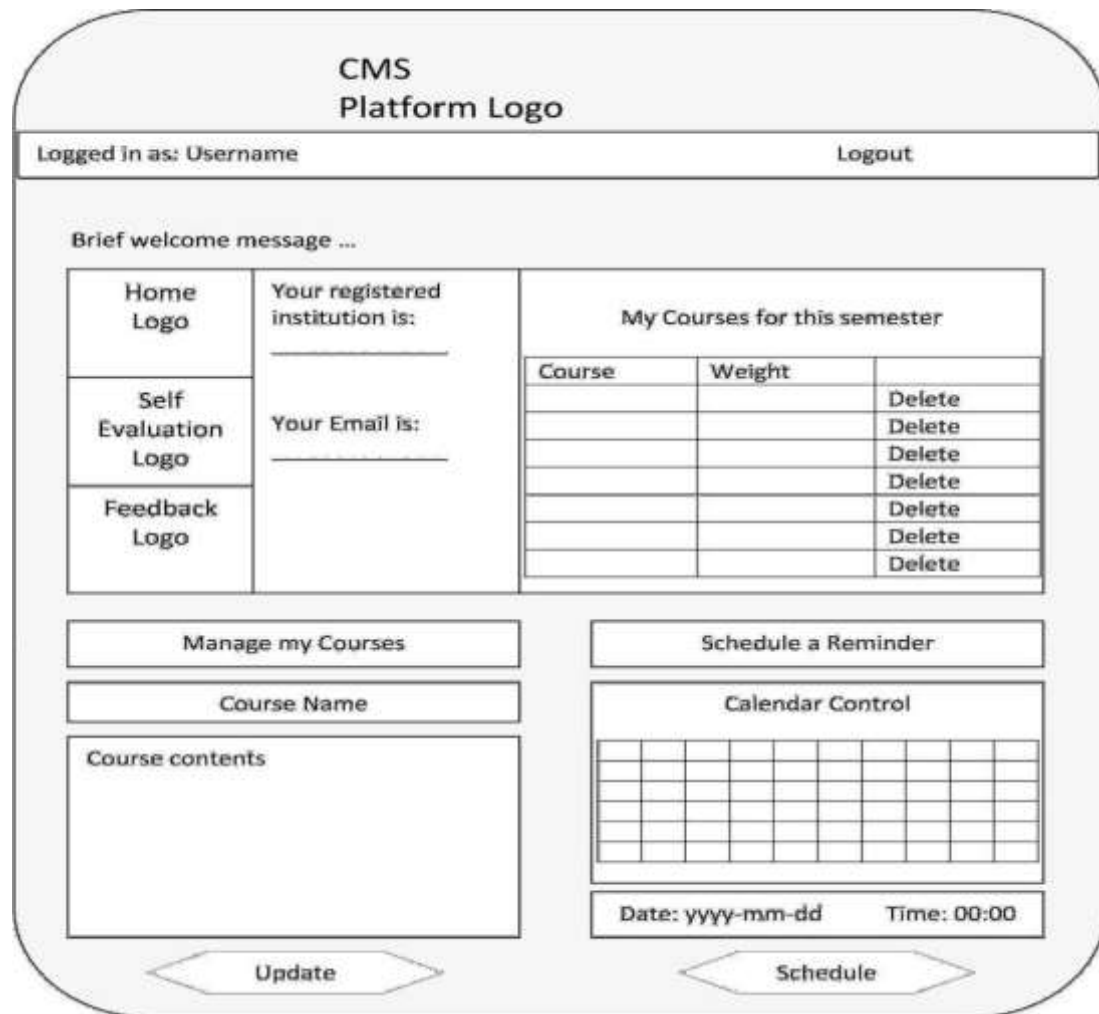 CMS
Platform Logo
Logged in as: Username
Logout
Brief welcome message ...
Home
Logo
Self
Evaluation
Logo
Feedback
Logo
Your registered
institution is:
Your Email is:
My Courses for this semester
Course Weight
Delete
Delete
Delete
Delete
Delete
Delete
Delete
Manage my Courses
Course Name
Course contents
Update
Schedule a Reminder
Calendar Control
Date: yyyy-mm-dd Time: 00:00
Schedule